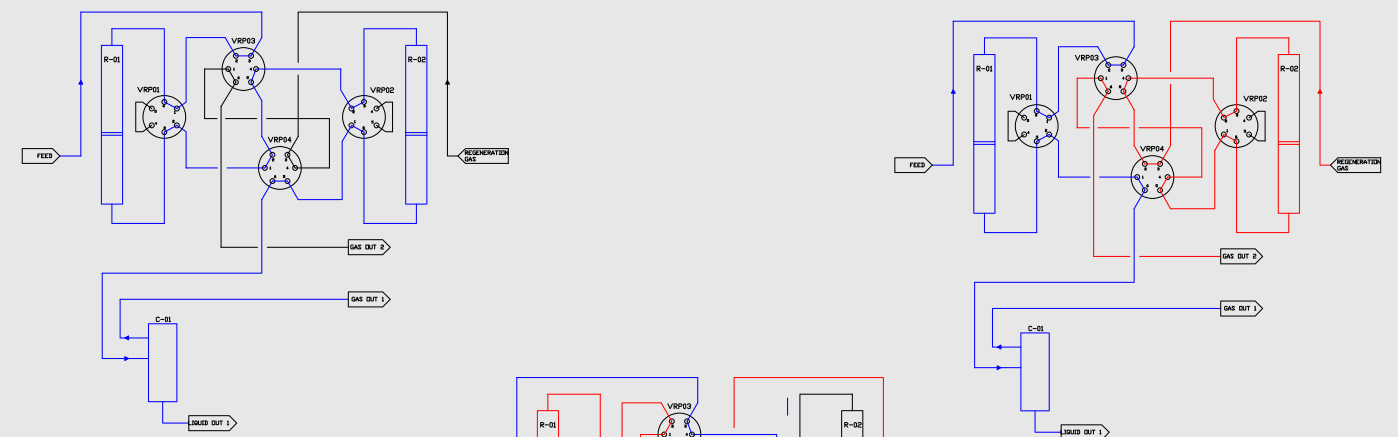 VRP03
R-01
R-02
VRP01
VRP02
VRP04
FEED
REGENERATION
GAS
GAS OUT 2
GAS OUT 1
C-01
LIQUID OUT 1
VRP03
R-01
R-02
VRP01
VRP02
VRP04
FEED
REGENERATION
GAS
GAS OUT 2
GAS OUT 1
C-01
LIQUID OUT 1
VRP03
R-01
R-02